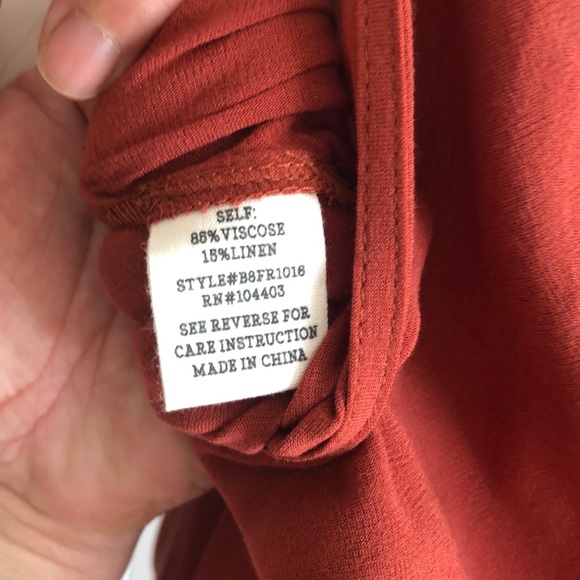 SELF:
85%VISCOSE
15%LINEN
STYLE#B8FR1016
RN#104403
SEE REVERSE FOR
CARE INSTRUCTION
MADE IN CHINA